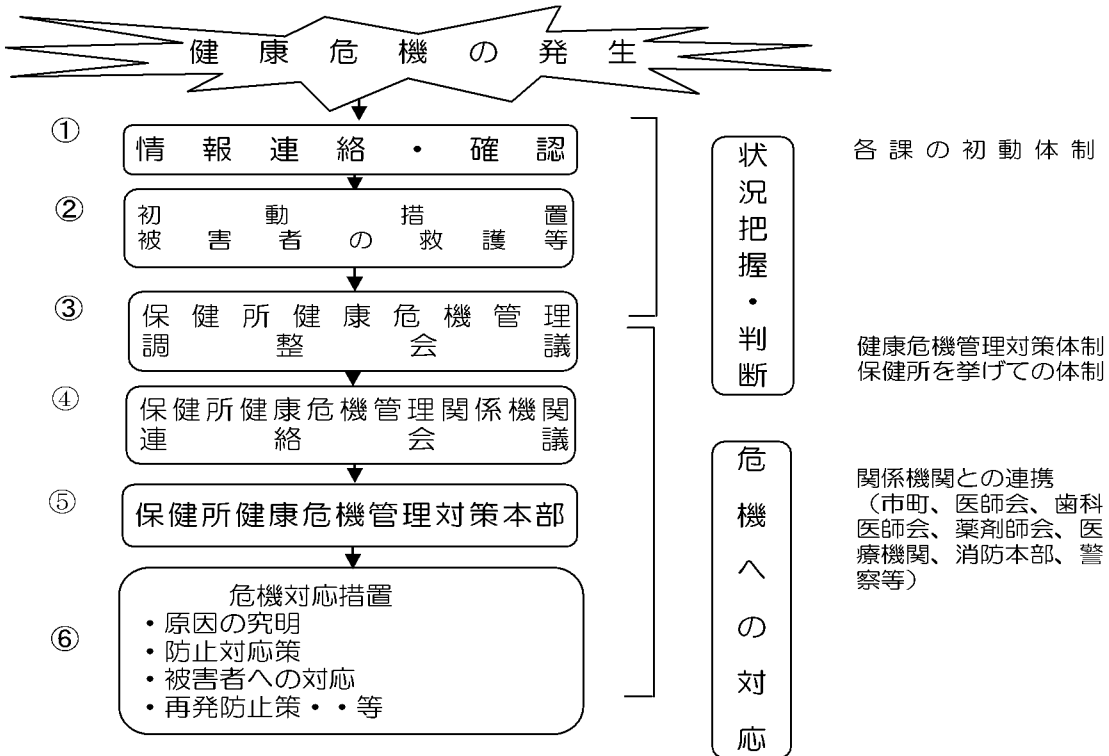 健康危機の発生
①
情報連絡・確認
②
初動措置
被害者の救護等
③
保健所健康危機管理
調整会議
④
保健所健康危機管理関係機関
連絡会議
⑤
保健所健康危機管理対策本部
⑥
危機対応措置
・原因の究明
・防止対応策
・被害者への対応
・再発防止策・・等
状況把握・判断
危機への対応
各課の初動体制
健康危機管理対策体制
保健所を挙げての体制
関係機関との連携
（市町、医師会、歯科
医師会、薬剤師会、医
療機関、消防本部、警
察等）